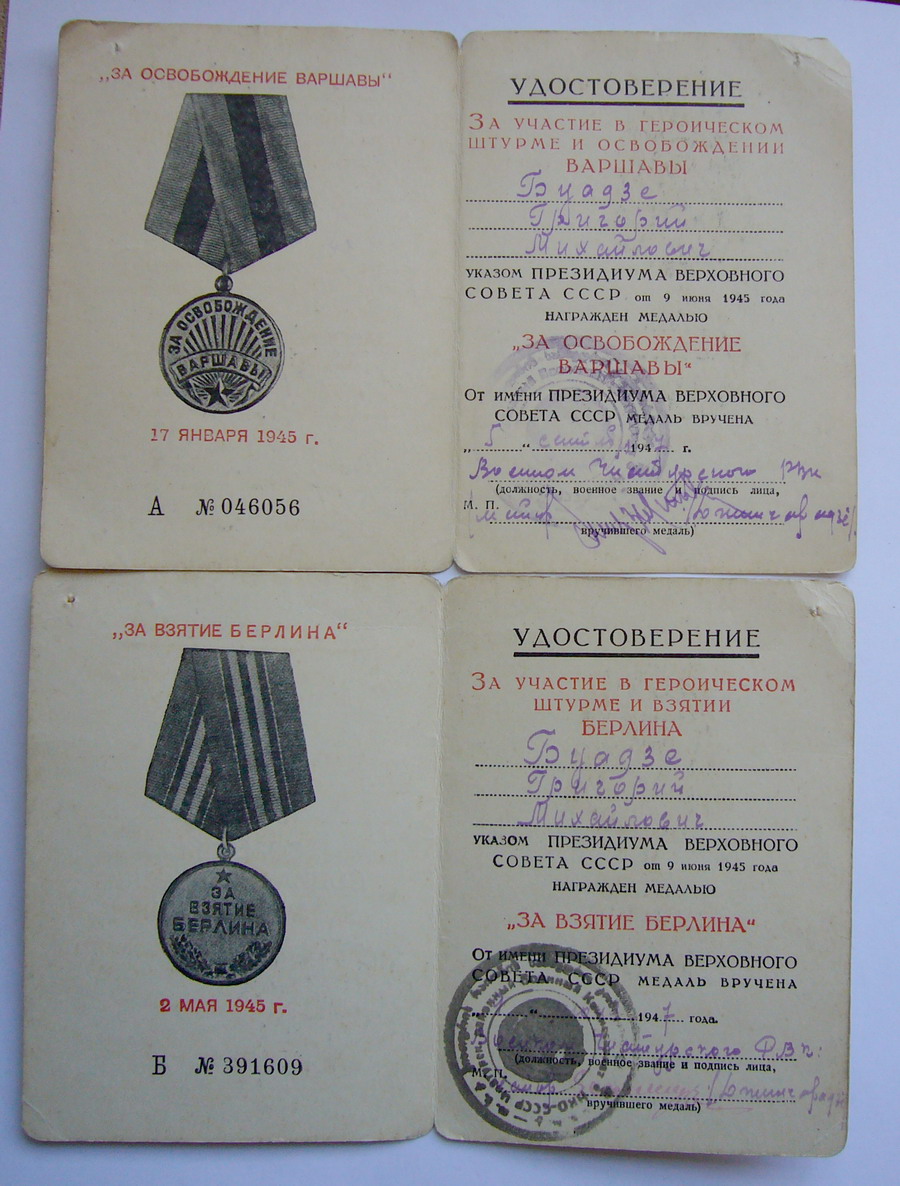 „ЗА ОСВОБОЖДЕНИЕ ВАРШАВЫ“
ЗА ОСВОБОЖДЕНИЕ
ВАРШАВЫ
17 ЯНВАРЯ 1945 г.
А №046056
УДОСТОВЕРЕНИЕ
ЗА УЧАСТИЕ В ГЕРОИЧЕСКОМ
ШТУРМЕ И ОСВОБОЖДЕНИИ
ВАРШАВЫ
Буадзе
Григорий
Михайлович
УКАЗОМ ПРЕЗИДИУМА ВЕРХОВНОГО
СОВЕТА СССР от 9 июня 1945 года
НАГРАЖДЕН МЕДАЛЬЮ
„ЗА ОСВОБОЖДЕНИЕ
ВАРШАВЫ“
От имени ПРЕЗИДИУМА ВЕРХОВНОГО
СОВЕТА СССР МЕДАЛЬ ВРУЧЕНА
„5“ 194 г.
Военком
(должность, военное звание и подпись лица,
М. П.
вручившего медаль)
„ЗА ВЗЯТИЕ БЕРЛИНА“
ЗА
ВЗЯТИЕ
БЕРЛИНА
2 МАЯ 1945 г.
Б №391609
УДОСТОВЕРЕНИЕ
ЗА УЧАСТИЕ В ГЕРОИЧЕСКОМ
ШТУРМЕ И ВЗЯТИИ
БЕРЛИНА
Буадзе
Григорий
Михайлович
УКАЗОМ ПРЕЗИДИУМА ВЕРХОВНОГО
СОВЕТА СССР от 9 июня 1945 года
НАГРАЖДЕН МЕДАЛЬЮ
„ЗА ВЗЯТИЕ БЕРЛИНА“
От имени ПРЕЗИДИУМА ВЕРХОВНОГО
СОВЕТА СССР МЕДАЛЬ ВРУЧЕНА
„ “ 1947 года.
(должность, военное звание и подпись лица,
М. П.
вручившего медаль)